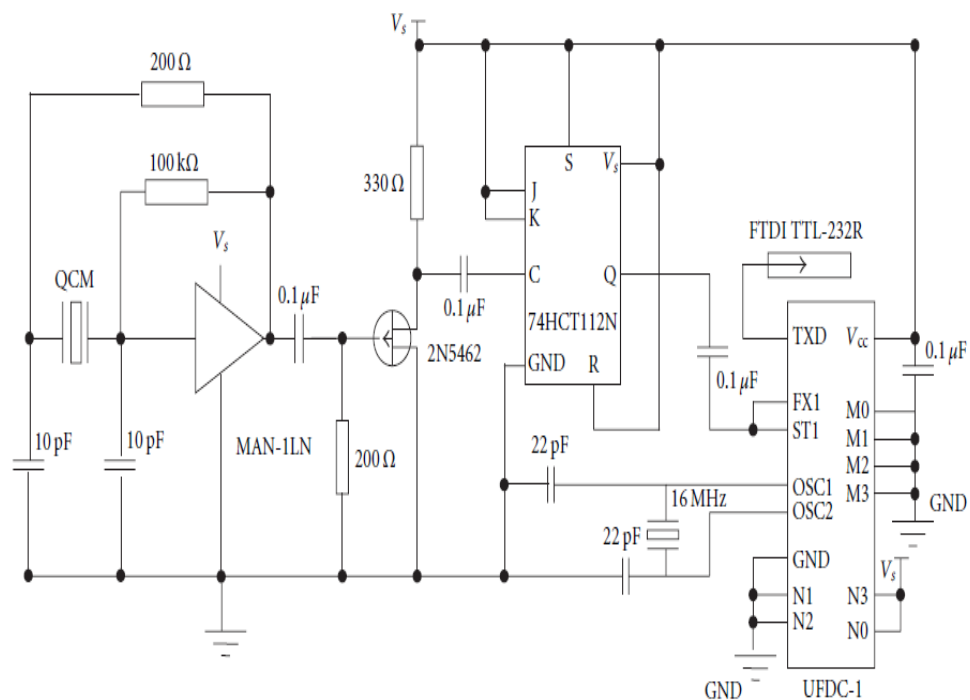 Vs
200 Ω
100 kΩ
330 Ω
S
Vs
J
K
FTDI TTL-232R
Vs
QCM
C
Q
0.1 μF
0.1 μF
74HCT112N
2N5462
TXD
Vcc
GND
0.1 μF
0.1 μF
R
FX1
M0
ST1
M1
10 pF
10 pF
MAN-1LN
200 Ω
22 pF
M2
OSC1
M3
16 MHz
GND
OSC2
22 pF
GND
Vs
N1
N3
N2
N0
GND
UFDC-1